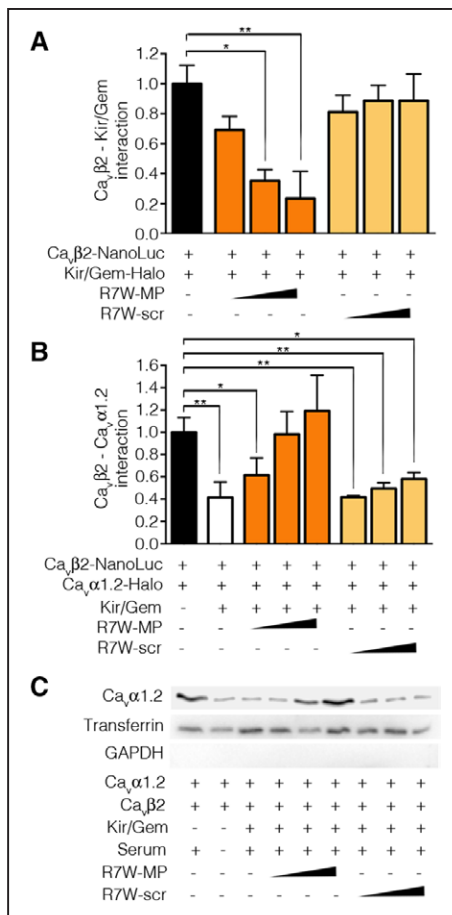 A
**
*
Caᵥβ2 - Kir/Gem
interaction
1.2
1.0
0.8
0.6
0.4
0.2
0.0
Caᵥβ2-NanoLuc + + + + + + +
Kir/Gem-Halo + + + + + + +
R7W-MP - - - -
R7W-scr - - - -
B
*
**
**
*
**
Caᵥβ2 - Caᵥα1.2
interaction
1.6
1.4
1.2
1.0
0.8
0.6
0.4
0.2
0.0
Caᵥβ2-NanoLuc + + + + + + + +
Caᵥα1.2-Halo + + + + + + + +
Kir/Gem - + + + + + + +
R7W-MP - - - - -
R7W-scr - - - - -
C
Caᵥα1.2
Transferrin
GAPDH
Caᵥα1.2 + + + + + + + + +
Caᵥβ2 + + + + + + + + +
Kir/Gem - - + + + + + + +
Serum + - + + + + + + +
R7W-MP - - - - - -
R7W-scr - - - - - -